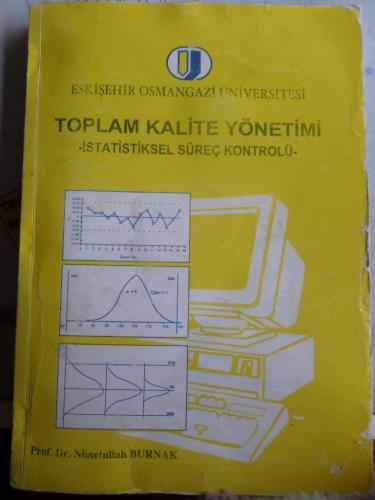 ESKİŞEHİR OSMANGAZİ ÜNİVERSİTESİ
TOPLAM KALİTE YÖNETİMİ
-İSTATİSTİKSEL SÜREÇ KONTROLÜ-
Prof. Dr. Nimetullah BURNAK